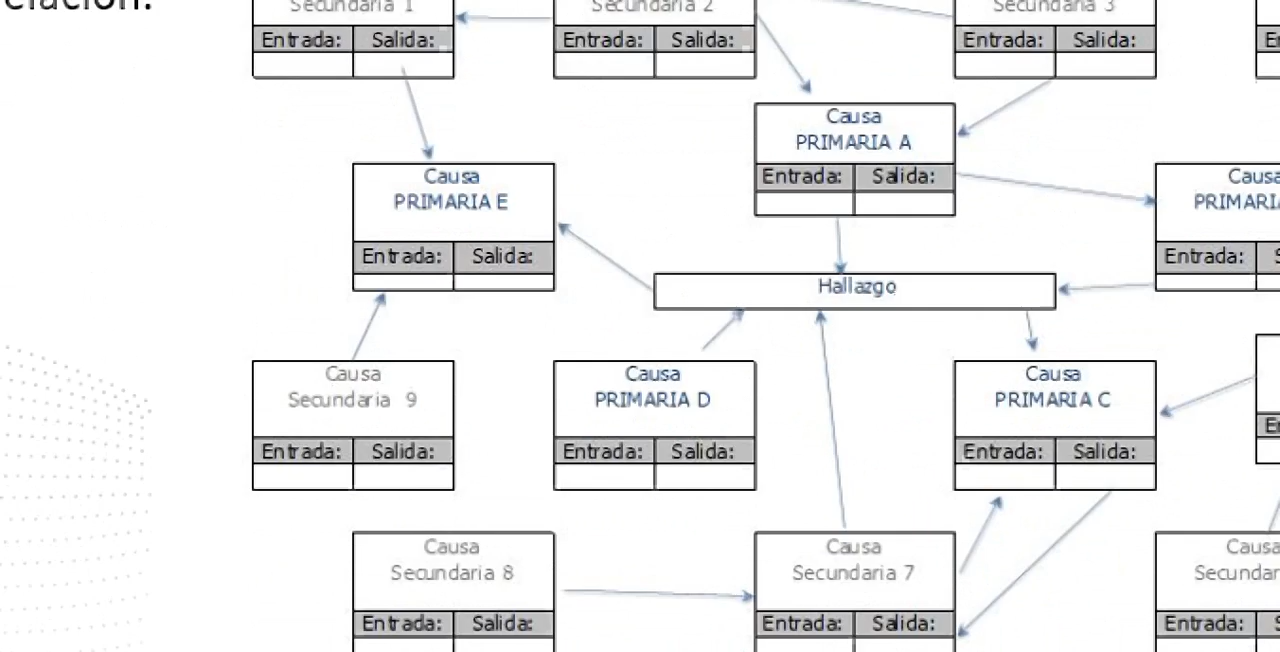 elación.
Secundaria 1
Secundaria 2
Secundaria 3
Entrada: Salida:
Entrada: Salida:
Entrada: Salida:
Causa
PRIMARIA A
Entrada: Salida:
Causa
PRIMARIA E
Entrada: Salida:
Causa
PRIMARIA
Entrada:
Hallazgo
Causa
Secundaria 9
Entrada: Salida:
Causa
PRIMARIA D
Entrada: Salida:
Causa
PRIMARIA C
Entrada: Salida:
Causa
Secundaria 8
Entrada: Salida:
Causa
Secundaria 7
Entrada: Salida:
Causa
Secundar
Entrada: